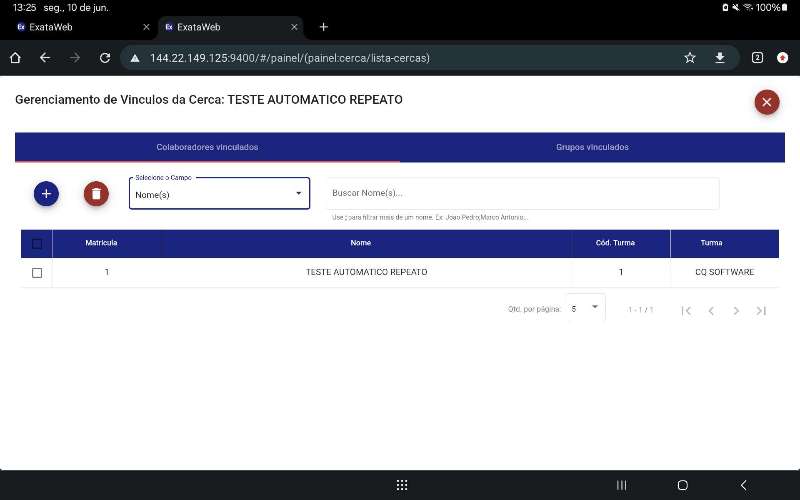 13:25 seg., 10 de jun.
100%
Ex ExataWeb
Ex ExataWeb
144.22.149.125:9400/#/painel/(painel:cerca/lista-cercas)
2
Gerenciamento de Vinculos da Cerca: TESTE AUTOMATICO REPEATO
Colaboradores vinculados
Grupos vinculados
Selecione o Campo
Nome(s)
Buscar Nome(s)...
Use ; para filtrar mais de um nome. Ex: Joao Pedro;Marco Antonio...
Matricula Nome Cód. Turma Turma
1 TESTE AUTOMATICO REPEATO 1 CQ SOFTWARE
Qtd. por página: 5 1 - 1 / 1